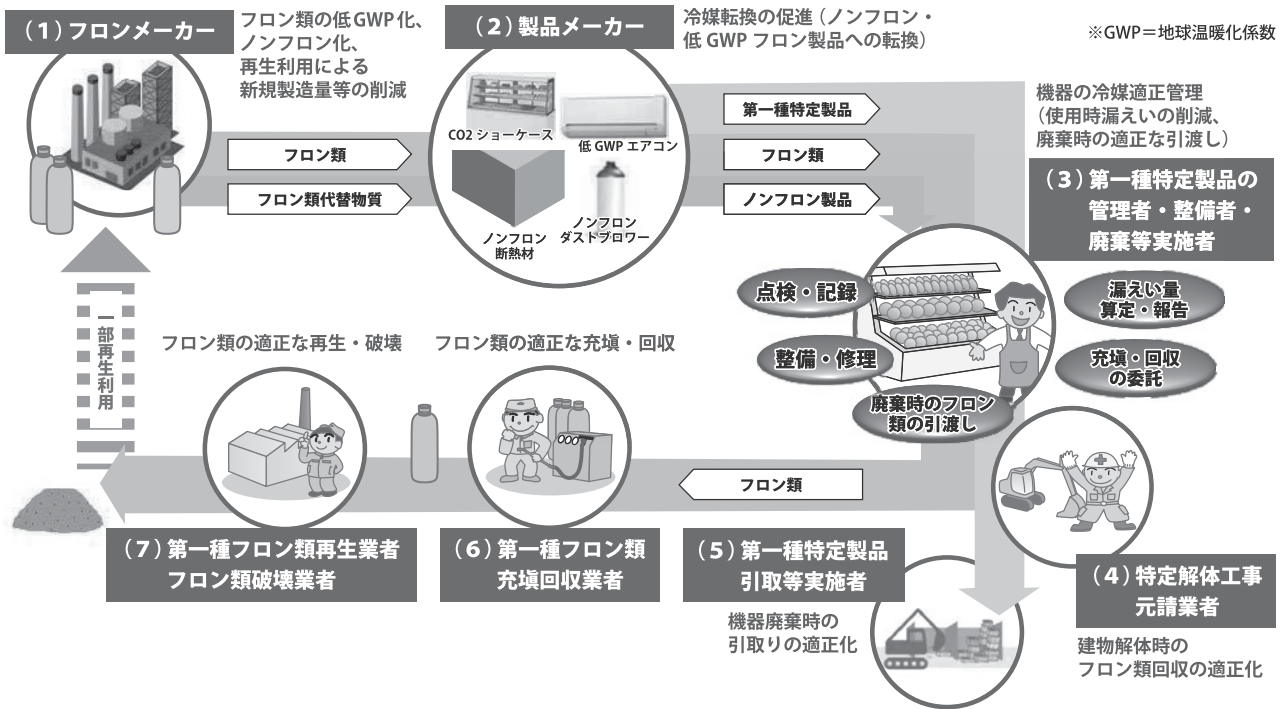 (1)フロンメーカー
フロン類の低GWP化、
ノンフロン化、
再生利用による
新規製造量等の削減
(2)製品メーカー
冷媒転換の促進(ノンフロン・
低GWPフロン製品への転換)
※GWP=地球温暖化係数
CO2ショーケース
低GWPエアコン
ノンフロン
断熱材
ノンフロン
ダストブロワー
フロン類
フロン類代替物質
第一種特定製品
フロン類
ノンフロン製品
機器の冷媒適正管理
(使用時漏えいの削減、
廃棄時の適正な引渡し)
(3)第一種特定製品の
管理者・整備者・
廃棄等実施者
点検・記録
整備・修理
廃棄時のフロン
類の引渡し
漏えい量
算定・報告
充塡・回収
の委託
(4)特定解体工事
元請業者
建物解体時の
フロン類回収の適正化
フロン類
(5)第一種特定製品
引取等実施者
機器廃棄時の
引取りの適正化
フロン類の適正な充塡・回収
(6)第一種フロン類
充塡回収業者
フロン類の適正な再生・破壊
(7)第一種フロン類再生業者
フロン類破壊業者
一部再生利用